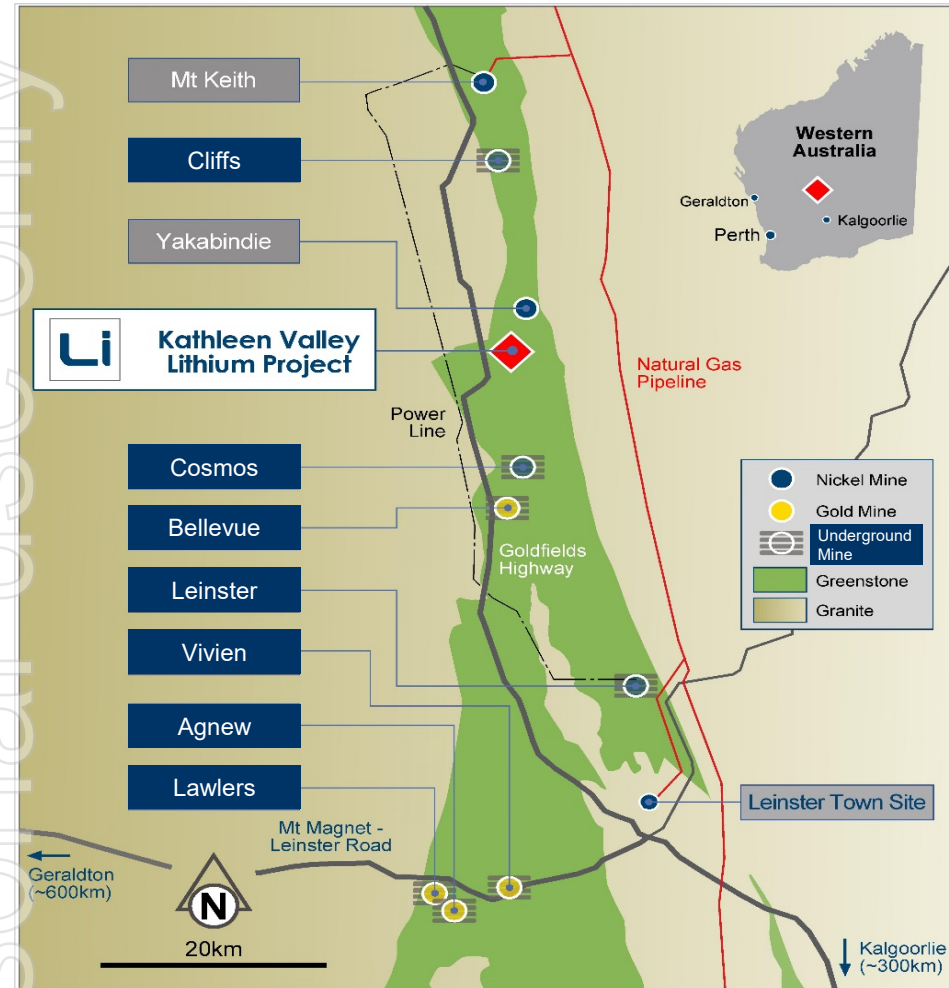 Mt Keith
Cliffs
Yakabindie
Li
Kathleen Valley
Lithium Project
Cosmos
Bellevue
Leinster
Vivien
Agnew
Lawlers
Power
Line
Goldfields
Highway
Natural Gas
Pipeline
Western
Australia
Geraldton
Kalgoorlie
Perth
Nickel Mine
Gold Mine
Underground
Mine
Greenstone
Granite
Leinster Town Site
Mt Magnet -
Leinster Road
Geraldton
(~600km)
N
20km
Kalgoorlie
(~300km)